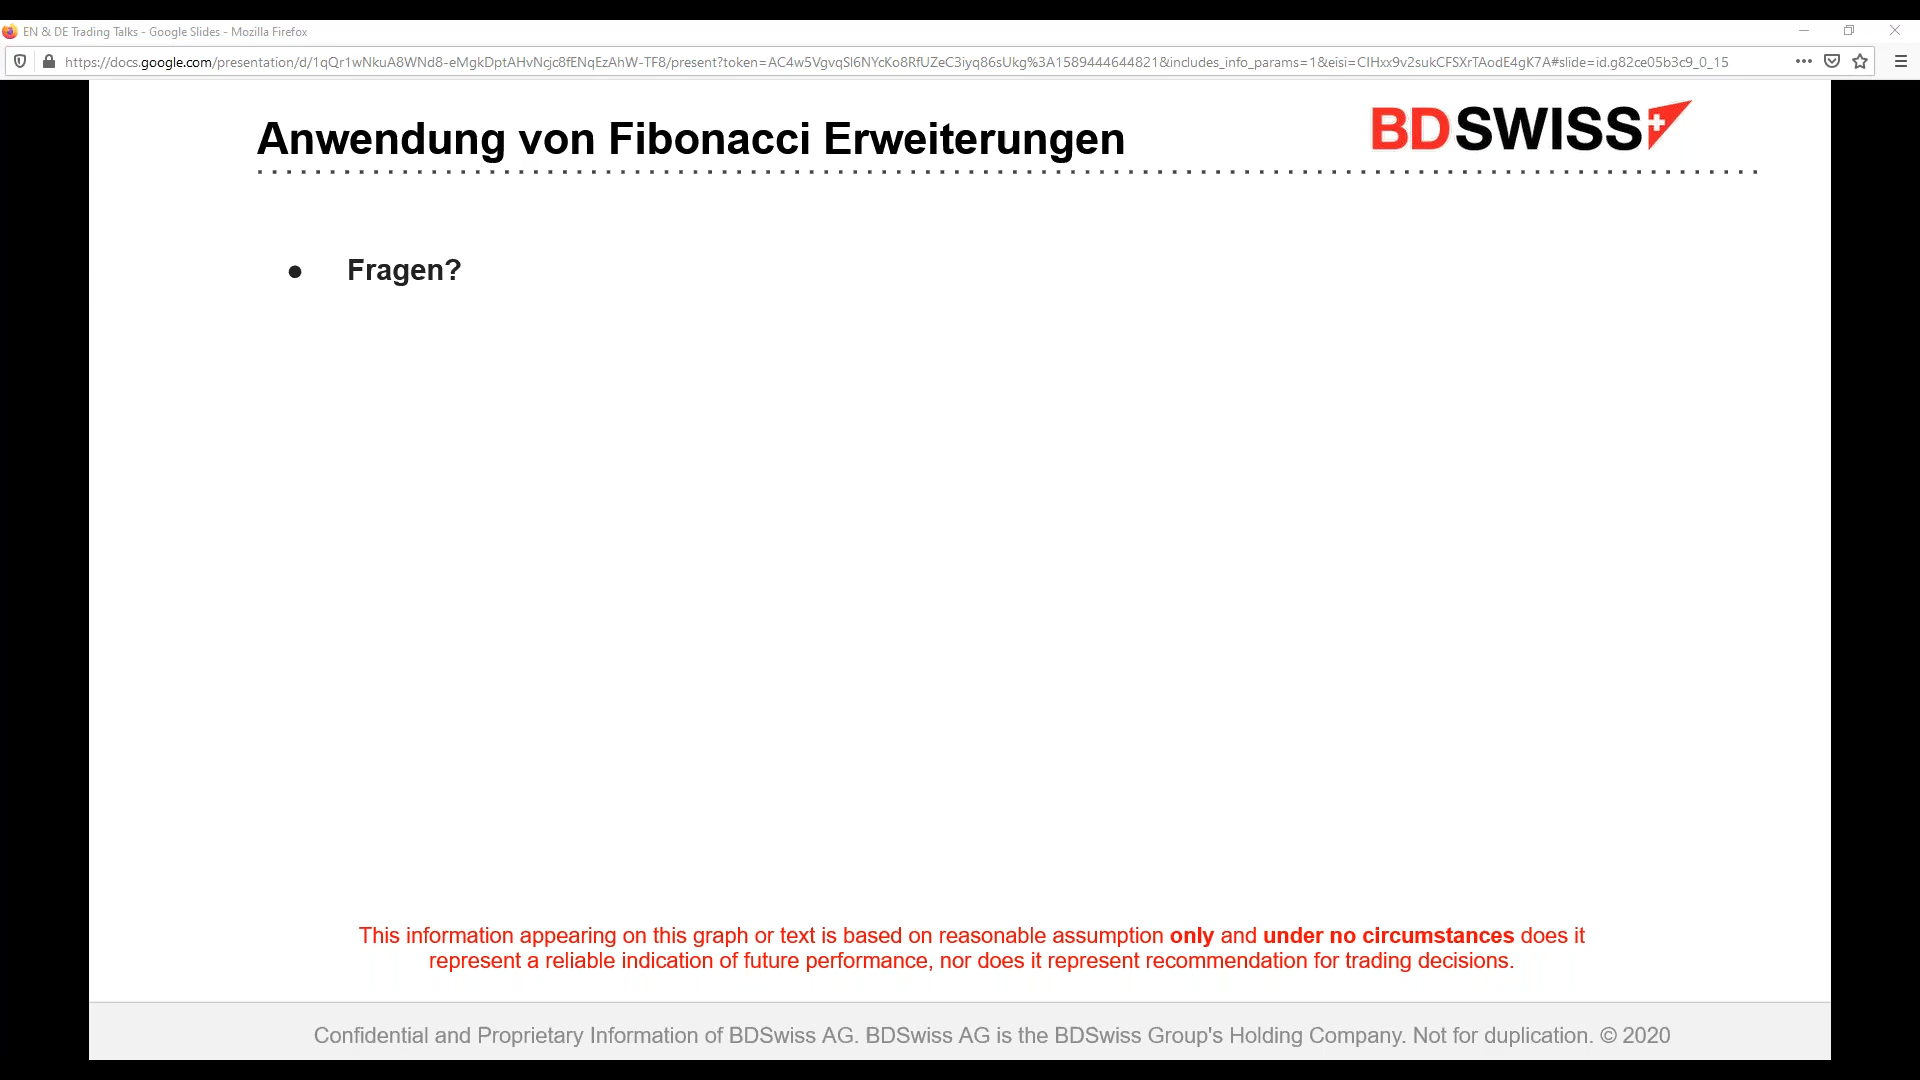 EN & DE Trading Talks - Google Slides - Mozilla Firefox
https://docs.google.com/presentation/d/1qQr1wNkuA8WNd8-eMgkDptAHvNcjc8fENqEzAhW-TF8/present?token=AC4w5VgvqSl6NYcKo8RfUZeC3iyq86sUkg%3A1589444644821&includes_info_params=1&eisi=CIHxx9v2sukCFSXrTAodE4gK7A#slide=id.g82ce05b3c9_0_15
Anwendung von Fibonacci Erweiterungen
BDSWISS
● Fragen?
This information appearing on this graph or text is based on reasonable assumption only and under no circumstances does it
represent a reliable indication of future performance, nor does it represent recommendation for trading decisions.
Confidential and Proprietary Information of BDSwiss AG. BDSwiss AG is the BDSwiss Group's Holding Company. Not for duplication. © 2020